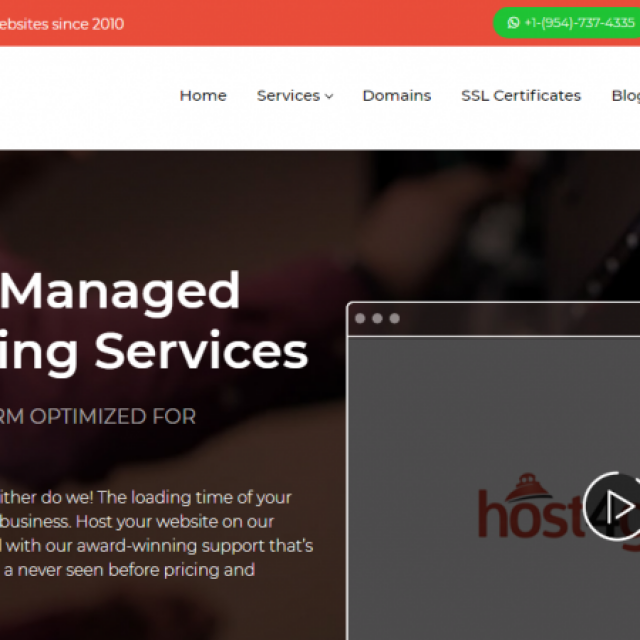 ebsites since 2010
+1-(954)-737-4335
Home Services Domains SSL Certificates Blog
Managed
ing Services
RM OPTIMIZED FOR
ither do we! The loading time of your
business. Host your website on our
with our award-winning support that's
a never seen before pricing and
host4g